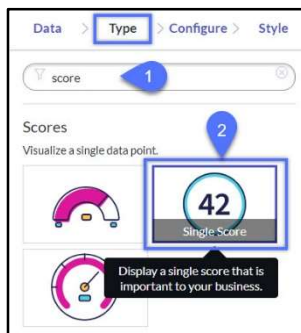 Data > Type > Configure > Style
score
1
Scores
2
Visualize a single data point.
42
Single Score
Display a single score that is
important to your business.